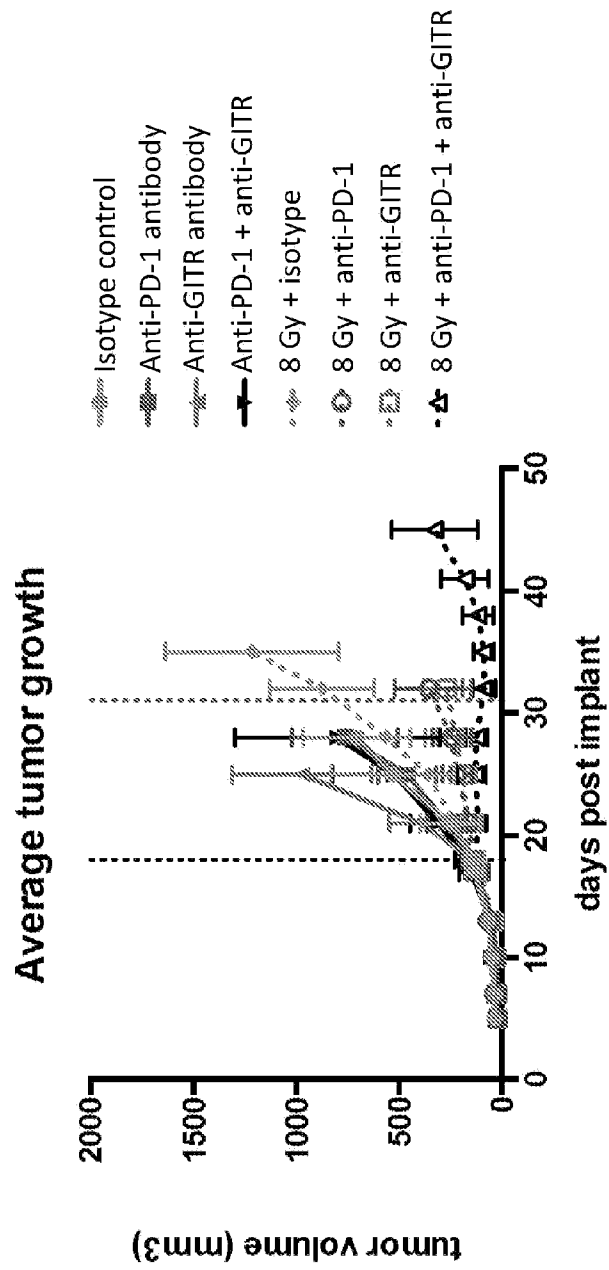 Average tumor growth
tumor volume (mm3)
2000
1500
1000
500
0
0
10
20
30
40
50
days post implant
Isotype control
Anti-PD-1 antibody
Anti-GITR antibody
Anti-PD-1 + anti-GITR
8 Gy + isotype
8 Gy + anti-PD-1
8 Gy + anti-GITR
8 Gy + anti-PD-1 + anti-GITR